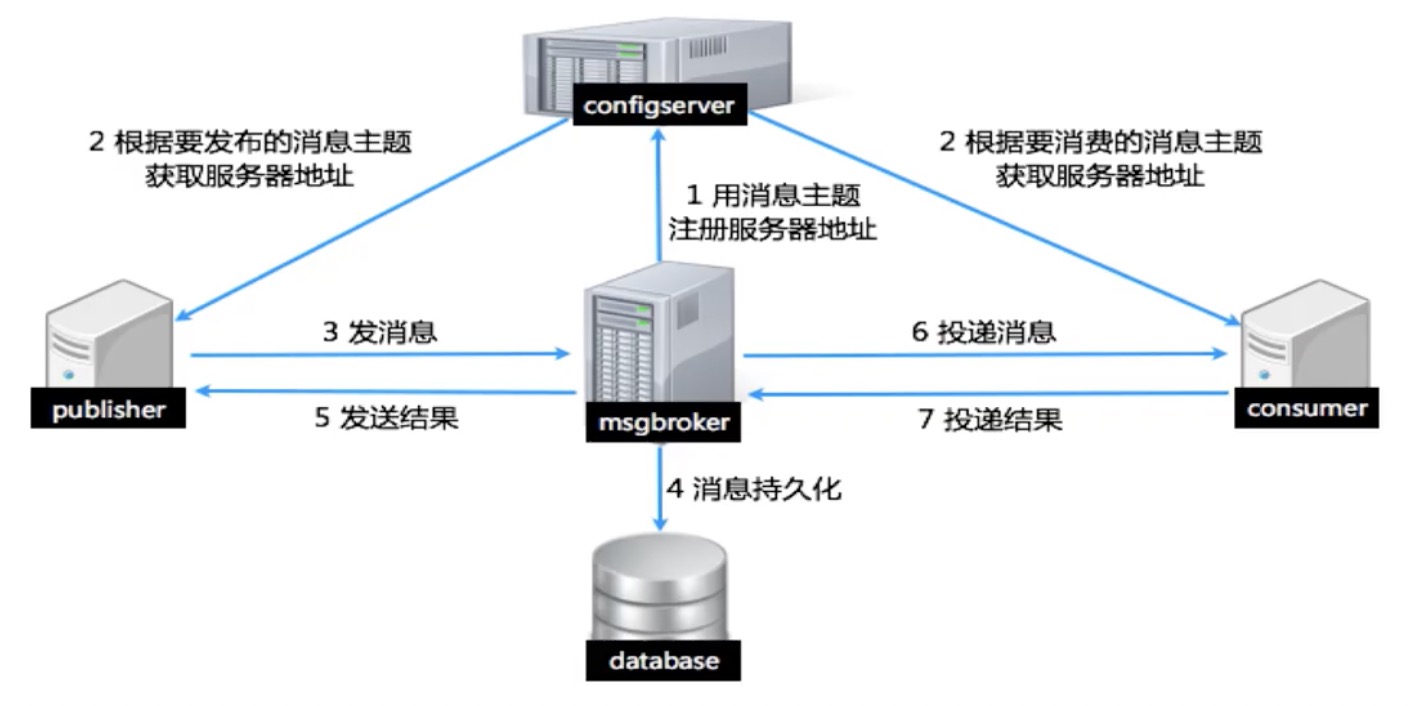 configserver
2 根据要发布的消息主题
获取服务器地址
2 根据要消费的消息主题
获取服务器地址
1 用消息主题
注册服务器地址
3 发消息
6 投递消息
publisher
5 发送结果
msgbroker
7 投递结果
consumer
4 消息持久化
database